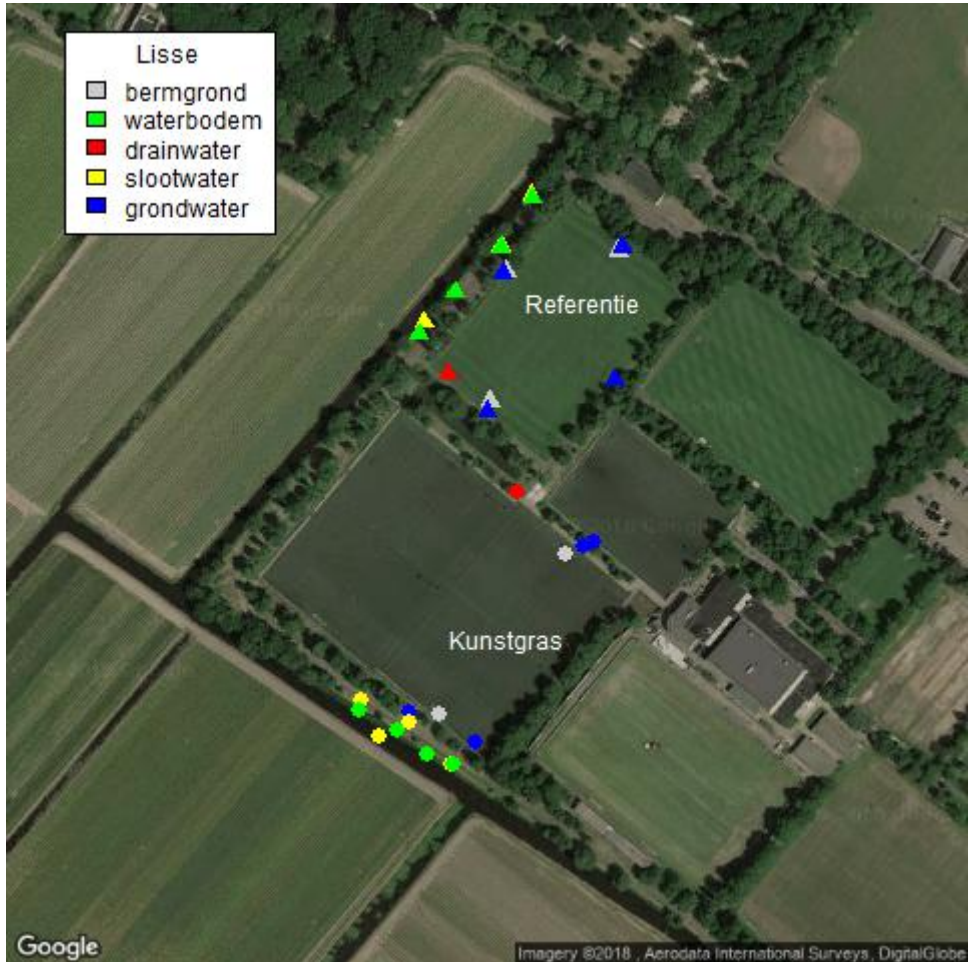 Lisse
bermgrond
waterbodem
drainwater
slootwater
grondwater
Referentie
Kunstgras
Google
Imagery ©2018 , Aerodata International Surveys, DigitalGlobe